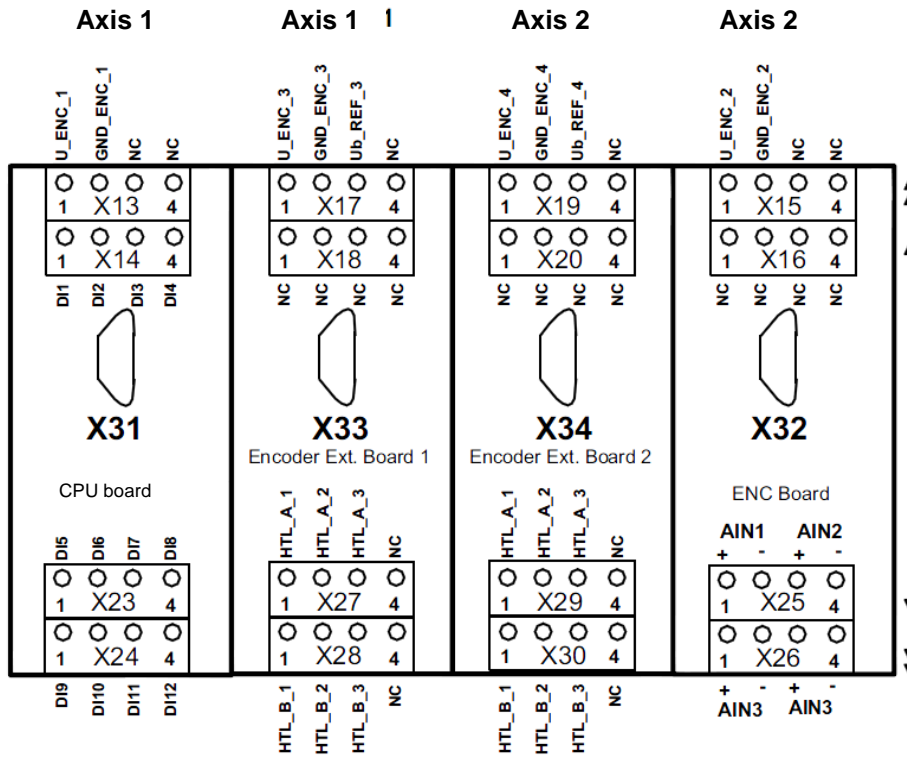 Axis 1 Axis 1 1 Axis 2 Axis 2
U_ENC_1 GND_ENC_1 NC NC U_ENC_3 GND_ENC_3 Ub_REF_3 NC U_ENC_4 GND_ENC_4 Ub_REF_4 NC U_ENC_2 GND_ENC_2 NC NC
1 X13 4 1 X17 4 1 X19 4 1 X15 4
1 X14 4 1 X18 4 1 X20 4 1 X16 4
DI1 DI2 DI3 DI4 NC NC NC NC NC NC NC NC NC NC NC NC
X31 X33 X34 X32
Encoder Ext. Board 1 Encoder Ext. Board 2
CPU board ENC Board
DI5 DI6 DI7 DI8 HTL_A_1 HTL_A_2 HTL_A_3 NC HTL_A_1 HTL_A_2 HTL_A_3 NC AIN1 AIN2
+ - + -
1 X23 4 1 X27 4 1 X29 4 1 X25 4
1 X24 4 1 X28 4 1 X30 4 1 X26 4
DI9 DI10 DI11 DI12 HTL_B_1 HTL_B_2 HTL_B_3 NC HTL_B_1 HTL_B_2 HTL_B_3 NC + - + -
AIN3 AIN3